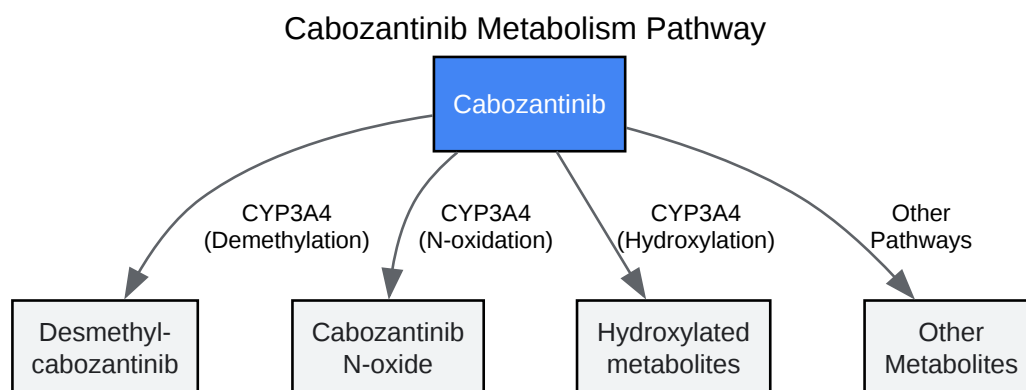 Cabozantinib Metabolism Pathway
Cabozantinib
CYP3A4
(Demethylation)
CYP3A4
(N-oxidation)
CYP3A4
(Hydroxylation)
Other
Pathways
Desmethyl-
cabozantinib
Cabozantinib
N-oxide
Hydroxylated
metabolites
Other
Metabolites